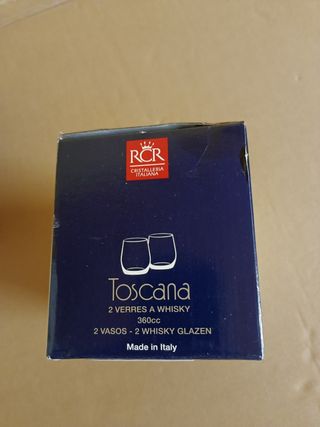 RCR
CRISTALLERIA
ITALIANA
Toscana
2 VERRES A WHISKY
360cc
2 VASOS - 2 WHISKY GLAZEN
Made in Italy